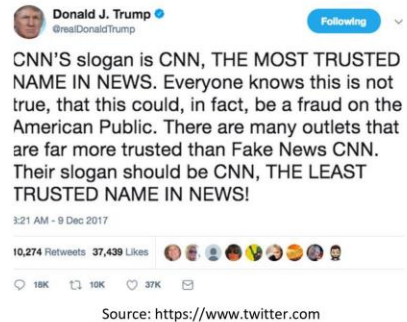 Donald J. Trump
@realDonaldTrump
Following
CNN'S slogan is CNN, THE MOST TRUSTED
NAME IN NEWS. Everyone knows this is not
true, that this could, in fact, be a fraud on the
American Public. There are many outlets that
are far more trusted than Fake News CNN.
Their slogan should be CNN, THE LEAST
TRUSTED NAME IN NEWS!
3:21 AM - 9 Dec 2017
10,274 Retweets 37,439 Likes
18K 10K 37K
Source: https://www.twitter.com